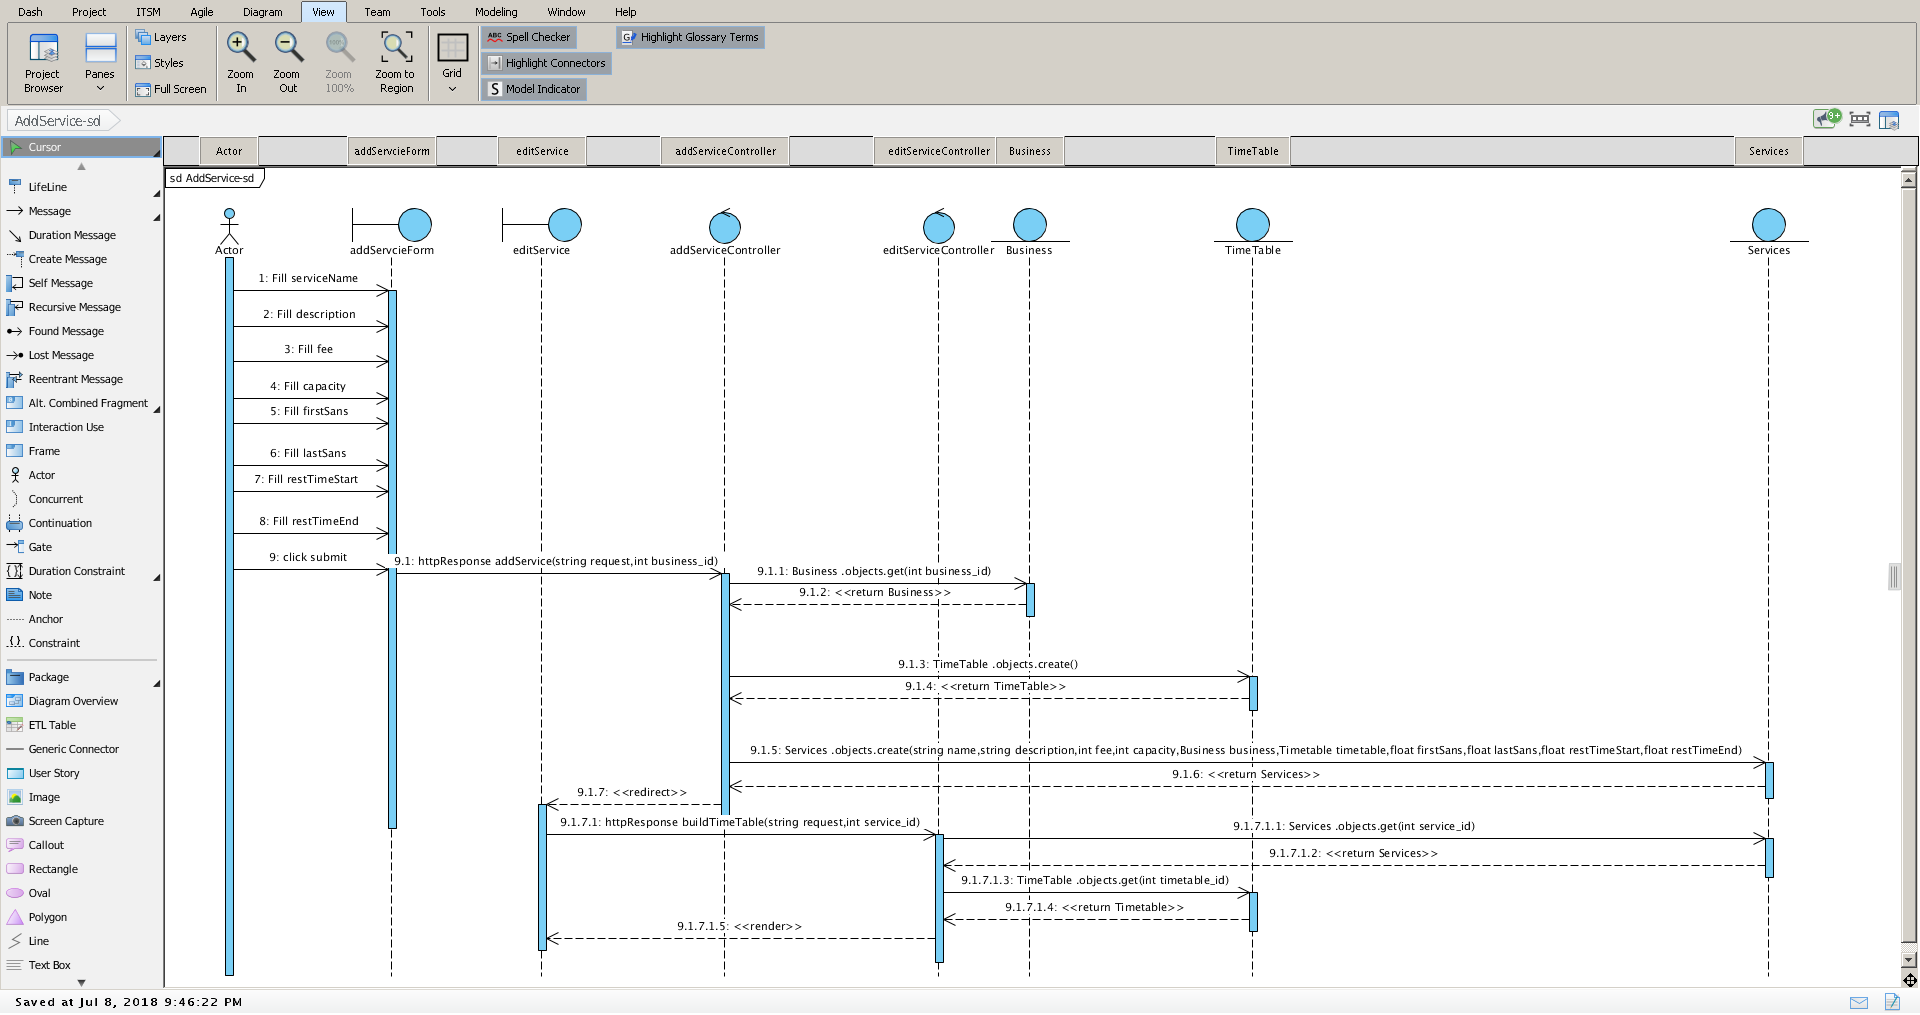 Dash Project ITSM Agile Diagram View Team Tools Modeling Window Help
Project Browser
Panes
Layers
Styles
Full Screen
Zoom In
Zoom Out
Zoom 100%
Zoom to Region
Grid
ABC Spell Checker
Highlight Connectors
S Model Indicator
Highlight Glossary Terms
AddService-sd
9+
Cursor
LifeLine
Message
Duration Message
Create Message
Self Message
Recursive Message
Found Message
Lost Message
Reentrant Message
Alt. Combined Fragment
Interaction Use
Frame
Actor
Concurrent
Continuation
Gate
Duration Constraint
Note
Anchor
Constraint
Package
Diagram Overview
ETL Table
Generic Connector
User Story
Image
Screen Capture
Callout
Rectangle
Oval
Polygon
Line
Text Box
Actor addServcieForm editService addServiceController editServiceController Business TimeTable Services
sd AddService-sd
Actor addServcieForm editService addServiceController editServiceController Business TimeTable Services
1: Fill serviceName
2: Fill description
3: Fill fee
4: Fill capacity
5: Fill firstSans
6: Fill lastSans
7: Fill restTimeStart
8: Fill restTimeEnd
9: click submit
9.1: httpResponse addService(string request,int business_id)
9.1.1: Business .objects.get(int business_id)
9.1.2: <<return Business>>
9.1.3: TimeTable .objects.create()
9.1.4: <<return TimeTable>>
9.1.5: Services .objects.create(string name,string description,int fee,int capacity,Business business,Timetable timetable,float firstSans,float lastSans,float restTimeStart,float restTimeEnd)
9.1.6: <<return Services>>
9.1.7: <<redirect>>
9.1.7.1: httpResponse buildTimeTable(string request,int service_id)
9.1.7.1.1: Services .objects.get(int service_id)
9.1.7.1.2: <<return Services>>
9.1.7.1.3: TimeTable .objects.get(int timetable_id)
9.1.7.1.4: <<return Timetable>>
9.1.7.1.5: <<render>>
Saved at Jul 8, 2018 9:46:22 PM